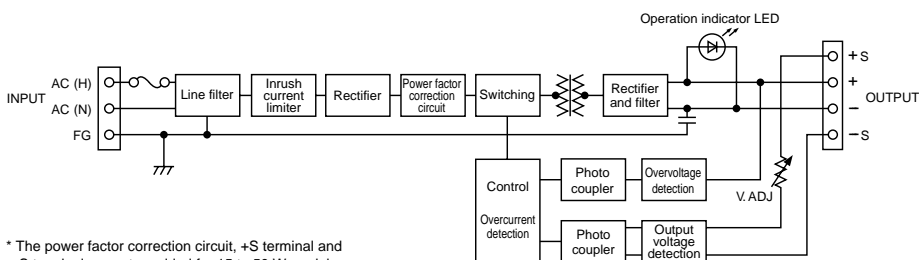 Operation indicator LED
INPUT
AC (H)
AC (N)
FG
Line filter
Inrush
current
limiter
Rectifier
Power factor
correction
circuit
Switching
Rectifier
and filter
+S
+
−
−S
OUTPUT
Control
Overcurrent
detection
Photo
coupler
Overvoltage
detection
V. ADJ
Photo
coupler
Output
voltage
detection
* The power factor correction circuit, +S terminal and